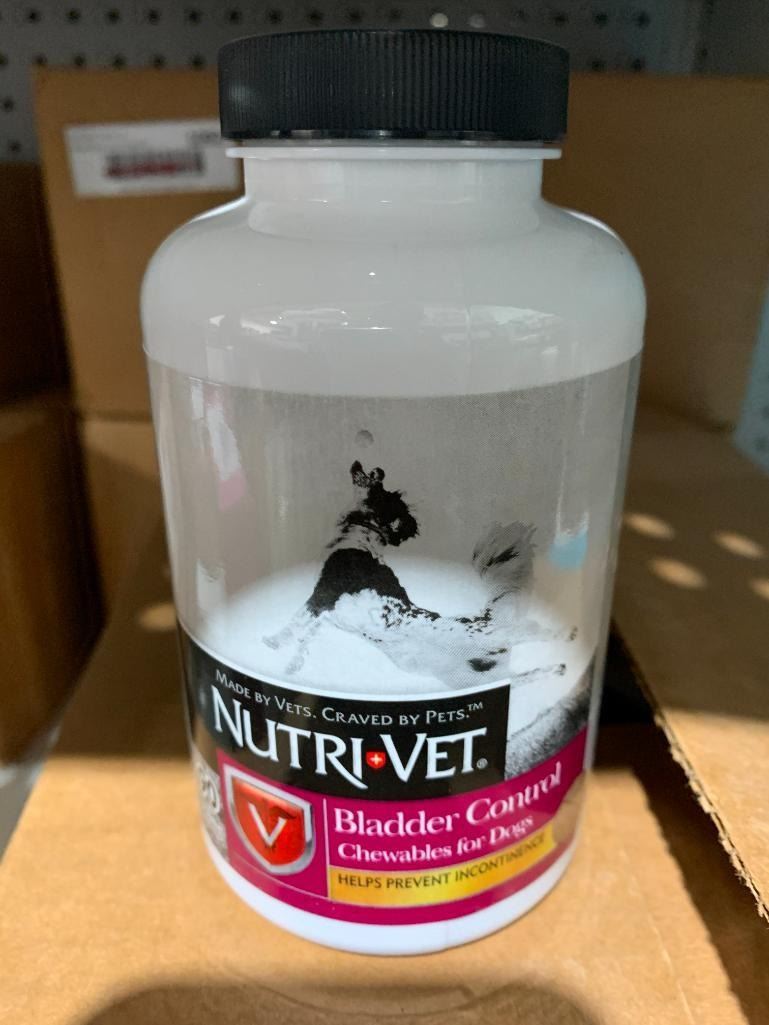 MADE BY VETS. CRAVED BY PETS.™
NUTRI-VET®
V
Bladder Control
Chewables for Dogs
HELPS PREVENT INCONTINENCE